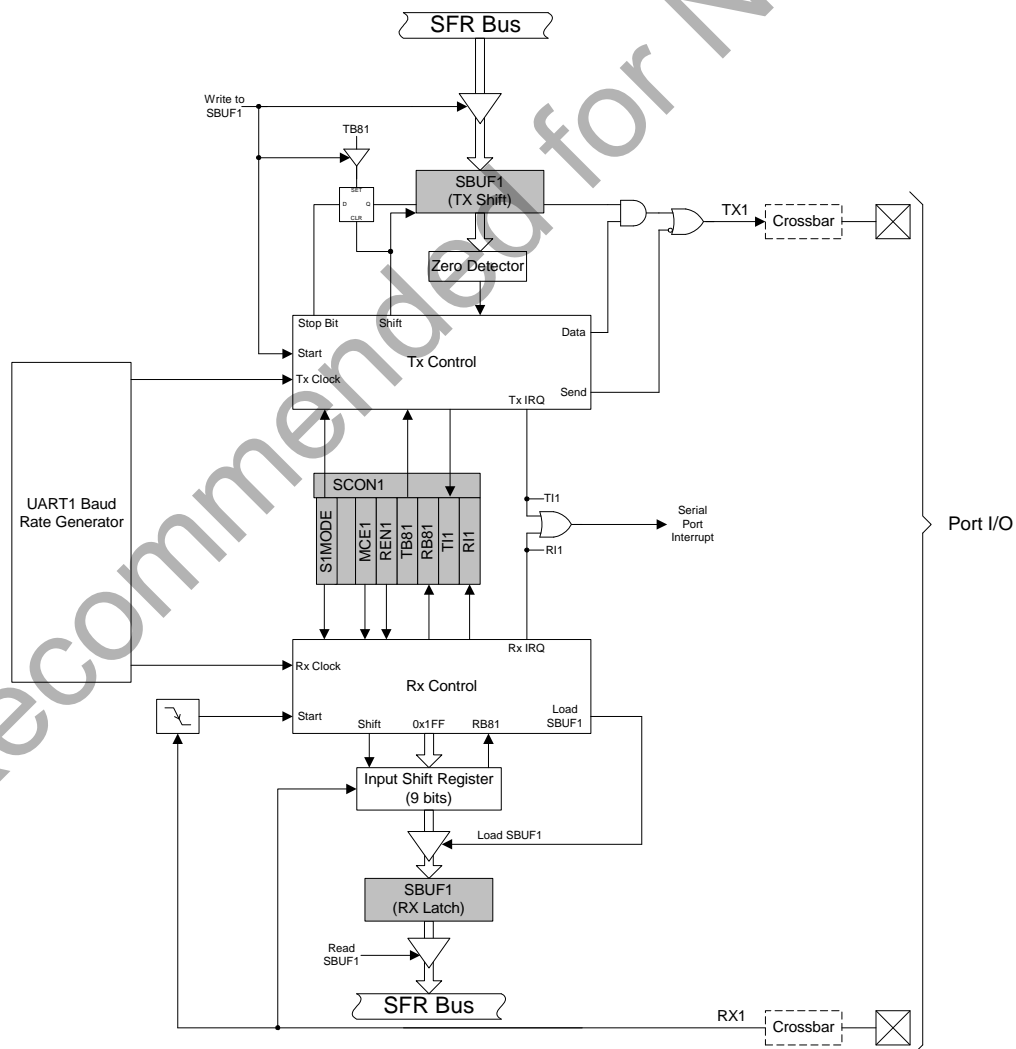 SFR Bus
Write to
SBUF1
TB81
SET
D Q
CLR
SBUF1
(TX Shift)
Zero Detector
TX1
Crossbar
Stop Bit
Shift
Start
Tx Clock
Tx Control
Data
Send
Tx IRQ
UART1 Baud
Rate Generator
SCON1
S1MODE
MCE1
REN1
TB81
RB81
TI1
RI1
TI1
RI1
Serial
Port
Interrupt
Port I/O
Rx IRQ
Rx Clock
Rx Control
Start
Shift
0x1FF
RB81
Load
SBUF1
Input Shift Register
(9 bits)
Load SBUF1
SBUF1
(RX Latch)
Read
SBUF1
SFR Bus
RX1
Crossbar
ecommended for N